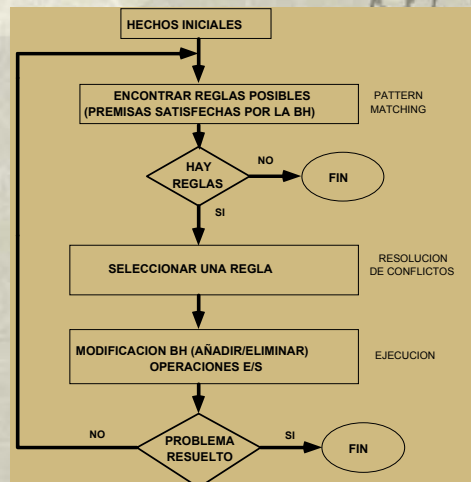 HECHOS INICIALES
ENCONTRAR REGLAS POSIBLES
(PREMISAS SATISFECHAS POR LA BH)
PATTERN
MATCHING
HAY
REGLAS
NO
FIN
SI
SELECCIONAR UNA REGLA
RESOLUCION
DE CONFLICTOS
MODIFICACION BH (AÑADIR/ELIMINAR)
OPERACIONES E/S
EJECUCION
NO
PROBLEMA
RESUELTO
SI
FIN